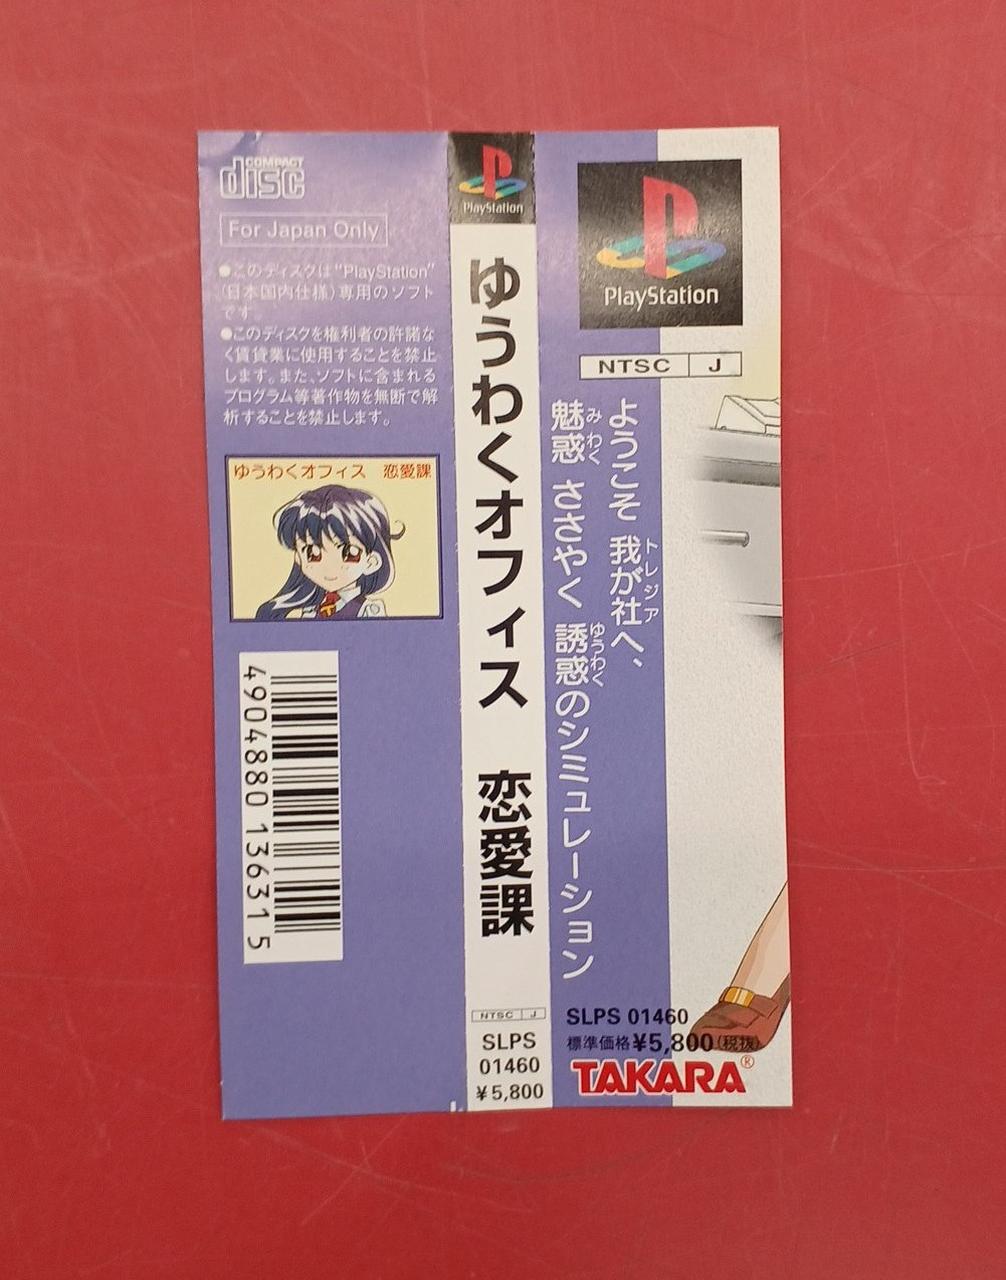 COMPACT
disc
For Japan Only
●このディスクは“PlayStation”
(日本国内仕様)専用のソフト
です。
●このディスクを権利者の許諾な
く賃貸業に使用することを禁止
します。また、ソフトに含まれる
プログラム等著作物を無断で解
析することを禁止します。
ゆうわくオフィス 恋愛課
4904880136315
PlayStation
ゆうわくオフィス 恋愛課
NTSC J
SLPS
01460
¥5,800
PlayStation
NTSC J
ようこそ 我が社へ、
トレジア
魅惑 ささやく 誘惑のシミュレーション
みわく
ゆうわく
SLPS 01460
標準価格¥5,800(税抜)
TAKARA®